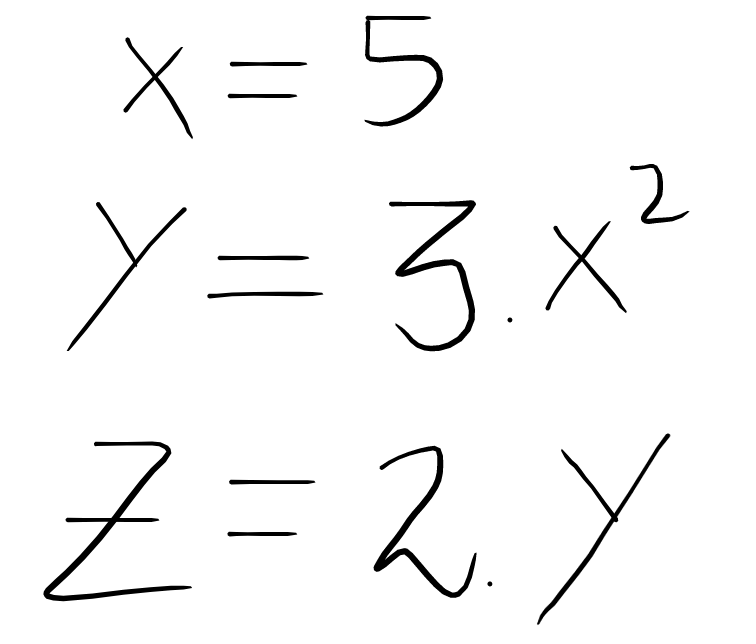 x = 5
y = 3 . x²
z = 2 . y